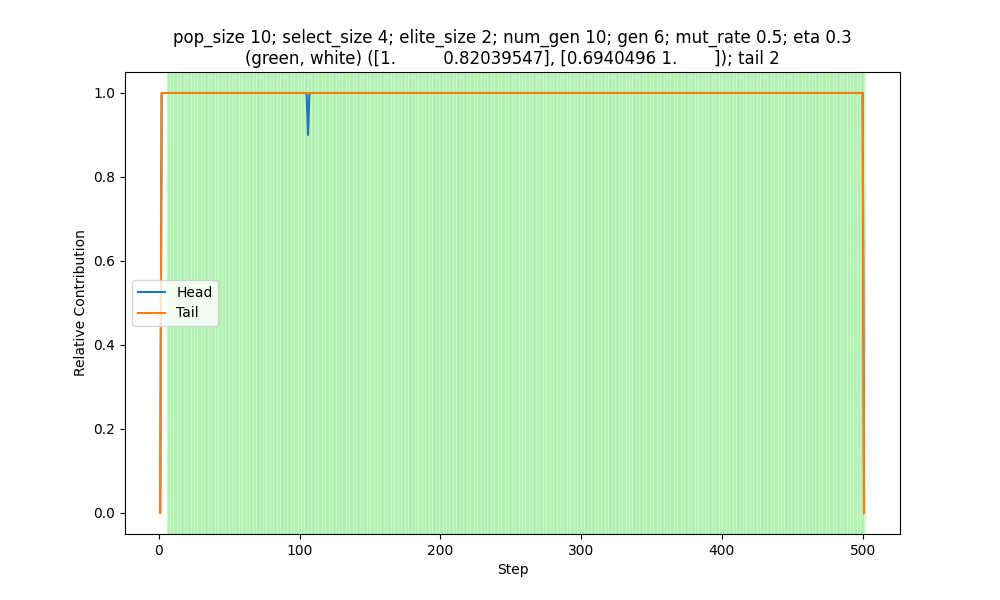 pop_size 10; select_size 4; elite_size 2; num_gen 10; gen 6; mut_rate 0.5; eta 0.3
(green, white) ([1.         0.82039547], [0.6940496 1.       ]); tail 2
1.0
0.8
0.6
0.4
0.2
0.0
Relative Contribution
Head
Tail
0 100 200 300 400 500
Step